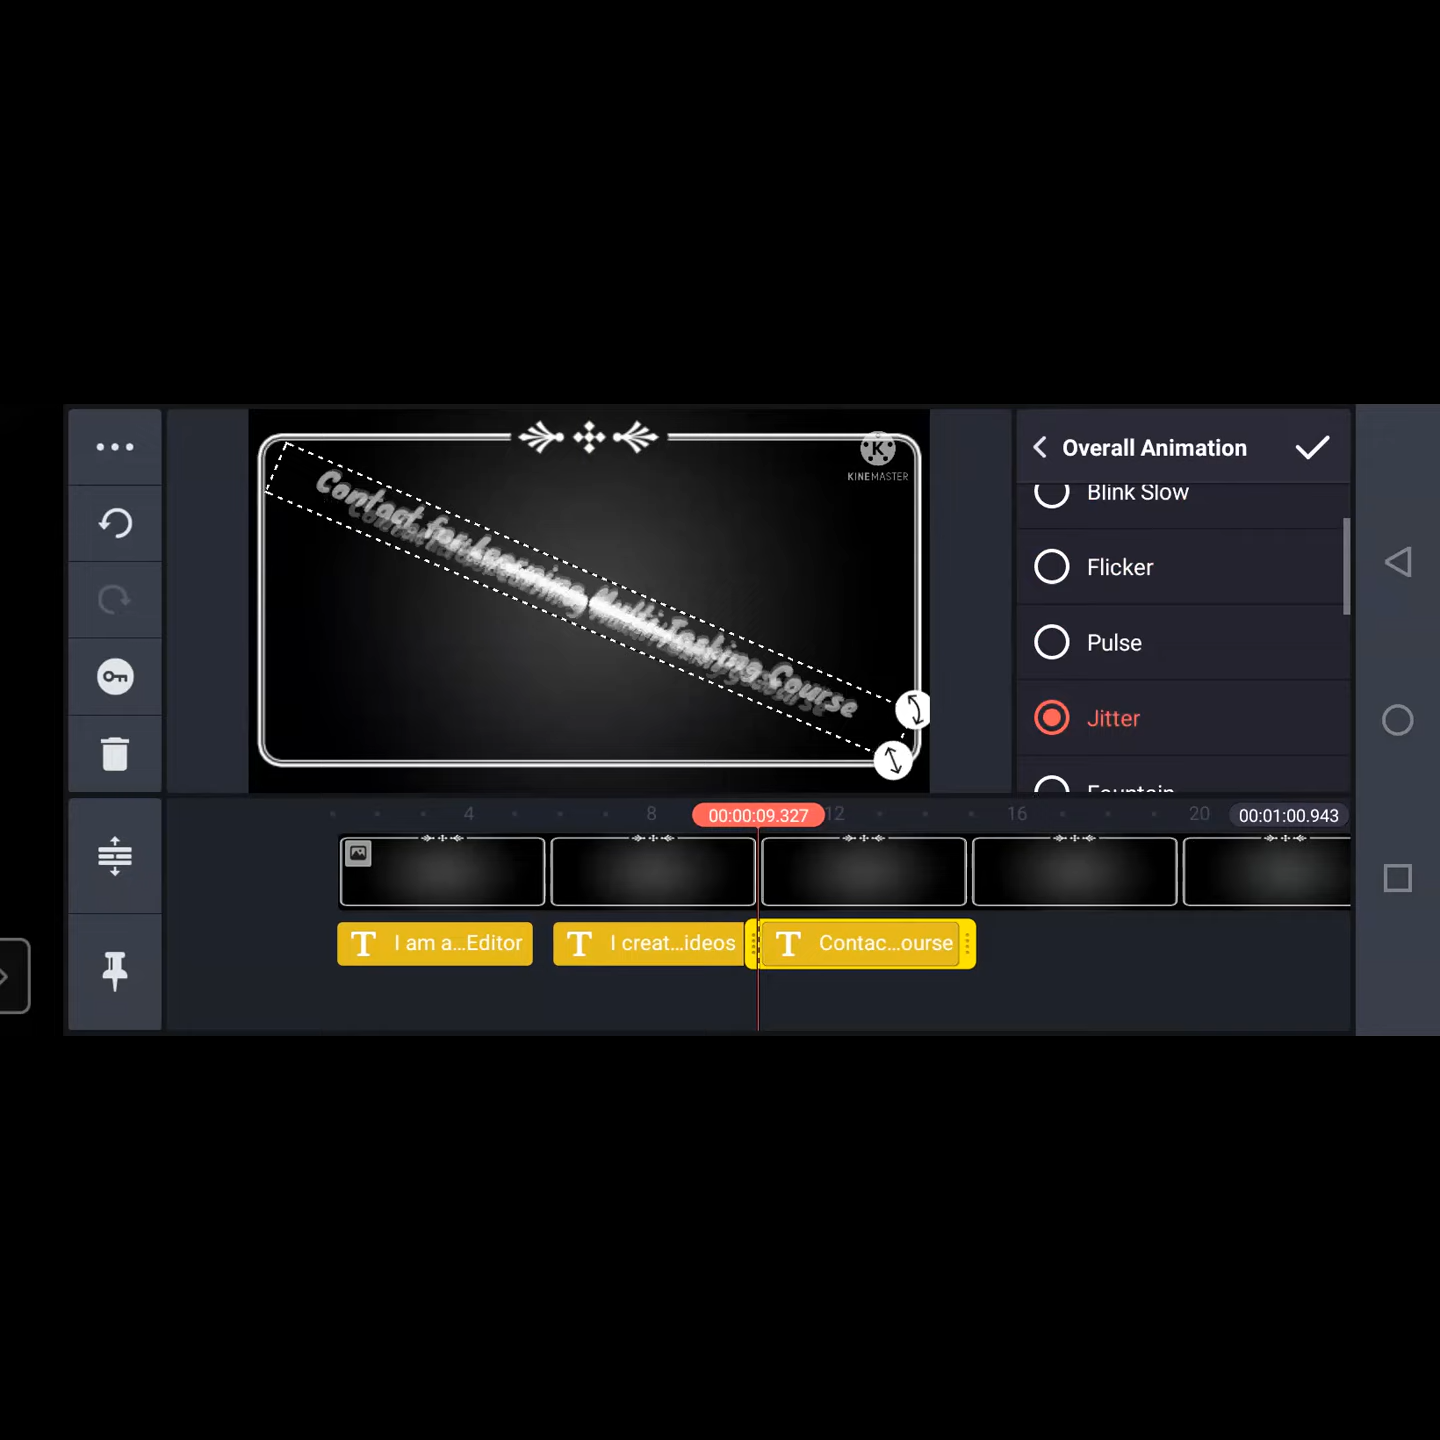 Contact for Learning Multi Tasking Course
KINEMASTER
Overall Animation
Blink Slow
Flicker
Pulse
Jitter
Fountain
4
8
00:00:09.327
12
16
20
00:01:00.943
I am a...Editor
I creat...ideos
Contac...ourse